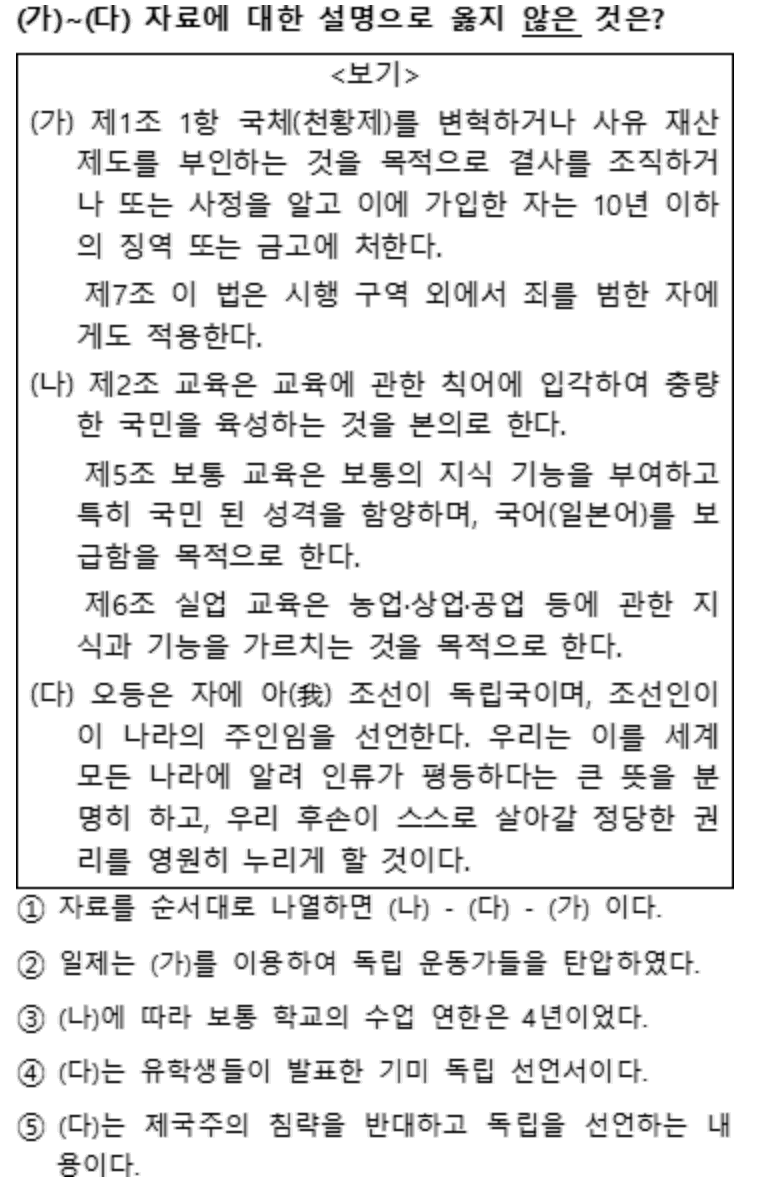 (가)~(다) 자료에 대한 설명으로 옳지 않은 것은?
<보기>
(가) 제1조 1항 국체(천황제)를 변혁하거나 사유 재산
제도를 부인하는 것을 목적으로 결사를 조직하거
나 또는 사정을 알고 이에 가입한 자는 10년 이하
의 징역 또는 금고에 처한다.
제7조 이 법은 시행 구역 외에서 죄를 범한 자에
게도 적용한다.
(나) 제2조 교육은 교육에 관한 칙어에 입각하여 충량
한 국민을 육성하는 것을 본의로 한다.
제5조 보통 교육은 보통의 지식 기능을 부여하고
특히 국민 된 성격을 함양하며, 국어(일본어)를 보
급함을 목적으로 한다.
제6조 실업 교육은 농업·상업·공업 등에 관한 지
식과 기능을 가르치는 것을 목적으로 한다.
(다) 오등은 자에 아(我) 조선이 독립국이며, 조선인이
이 나라의 주인임을 선언한다. 우리는 이를 세계
모든 나라에 알려 인류가 평등하다는 큰 뜻을 분
명히 하고, 우리 후손이 스스로 살아갈 정당한 권
리를 영원히 누리게 할 것이다.
① 자료를 순서대로 나열하면 (나) - (다) - (가) 이다.
② 일제는 (가)를 이용하여 독립 운동가들을 탄압하였다.
③ (나)에 따라 보통 학교의 수업 연한은 4년이었다.
④ (다)는 유학생들이 발표한 기미 독립 선언서이다.
⑤ (다)는 제국주의 침략을 반대하고 독립을 선언하는 내
용이다.